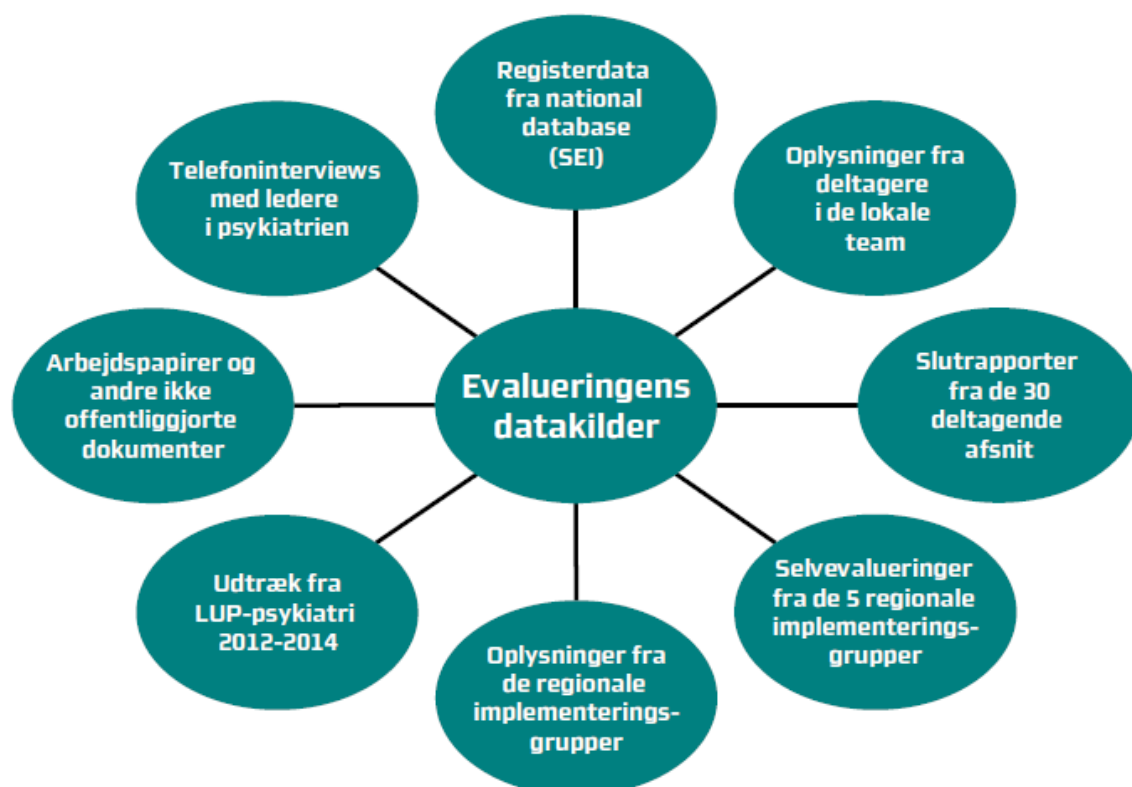 Registerdata
fra national
database
(SEI)
Oplysninger fra
deltagere
i de lokale
team
Slutrapporter
fra de 30
deltagende
afsnit
Selvevalueringer
fra de 5 regionale
implementerings-
grupper
Oplysninger fra
de regionale
implementerings-
grupper
Udtræk fra
LUP-psykiatri
2012-2014
Arbejdspapirer og
andre ikke
offentliggjorte
dokumenter
Telefoninterviews
med ledere
i psykiatrien
Evalueringens
datakilder